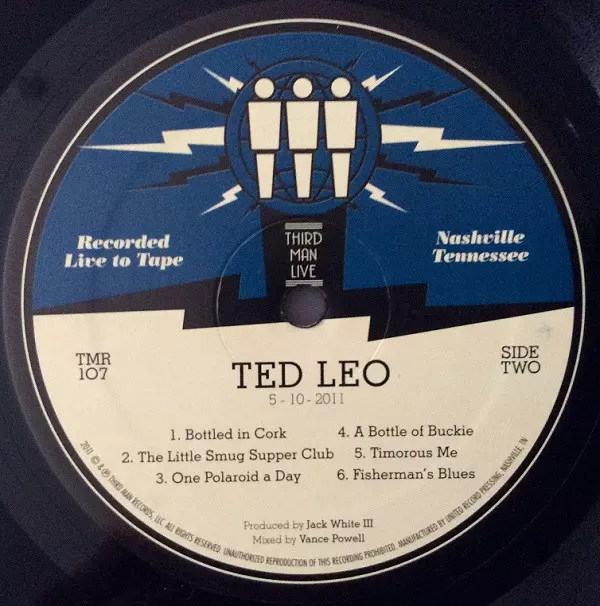 Recorded
Live to Tape
THIRD
MAN
LIVE
Nashville
Tennessee
TMR
107
TED LEO
5-10-2011
SIDE
TWO
1. Bottled in Cork
2. The Little Smug Supper Club
3. One Polaroid a Day
4. A Bottle of Buckie
5. Timorous Me
6. Fisherman's Blues
Produced by Jack White III
Mixed by Vance Powell
2011 © & ℗ THIRD MAN RECORDS, LLC ALL RIGHTS RESERVED. UNAUTHORIZED REPRODUCTION OF THIS RECORDING PROHIBITED. MANUFACTURED BY UNITED RECORD PRESSING, NASHVILLE, TN